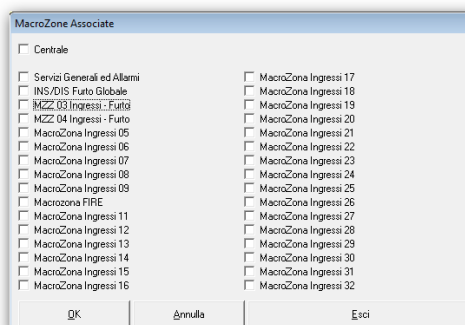 MacroZone Associate
Centrale
Servizi Generali ed Allarmi
INS/DIS Furto Globale
MZZ 03 Ingressi - Furto
MZZ 04 Ingressi - Furto
MacroZona Ingressi 05
MacroZona Ingressi 06
MacroZona Ingressi 07
MacroZona Ingressi 08
MacroZona Ingressi 09
Macrozona FIRE
MacroZona Ingressi 11
MacroZona Ingressi 12
MacroZona Ingressi 13
MacroZona Ingressi 14
MacroZona Ingressi 15
MacroZona Ingressi 16
MacroZona Ingressi 17
MacroZona Ingressi 18
MacroZona Ingressi 19
MacroZona Ingressi 20
MacroZona Ingressi 21
MacroZona Ingressi 22
MacroZona Ingressi 23
MacroZona Ingressi 24
MacroZona Ingressi 25
MacroZona Ingressi 26
MacroZona Ingressi 27
MacroZona Ingressi 28
MacroZona Ingressi 29
MacroZona Ingressi 30
MacroZona Ingressi 31
MacroZona Ingressi 32
OK
Annulla
Esci